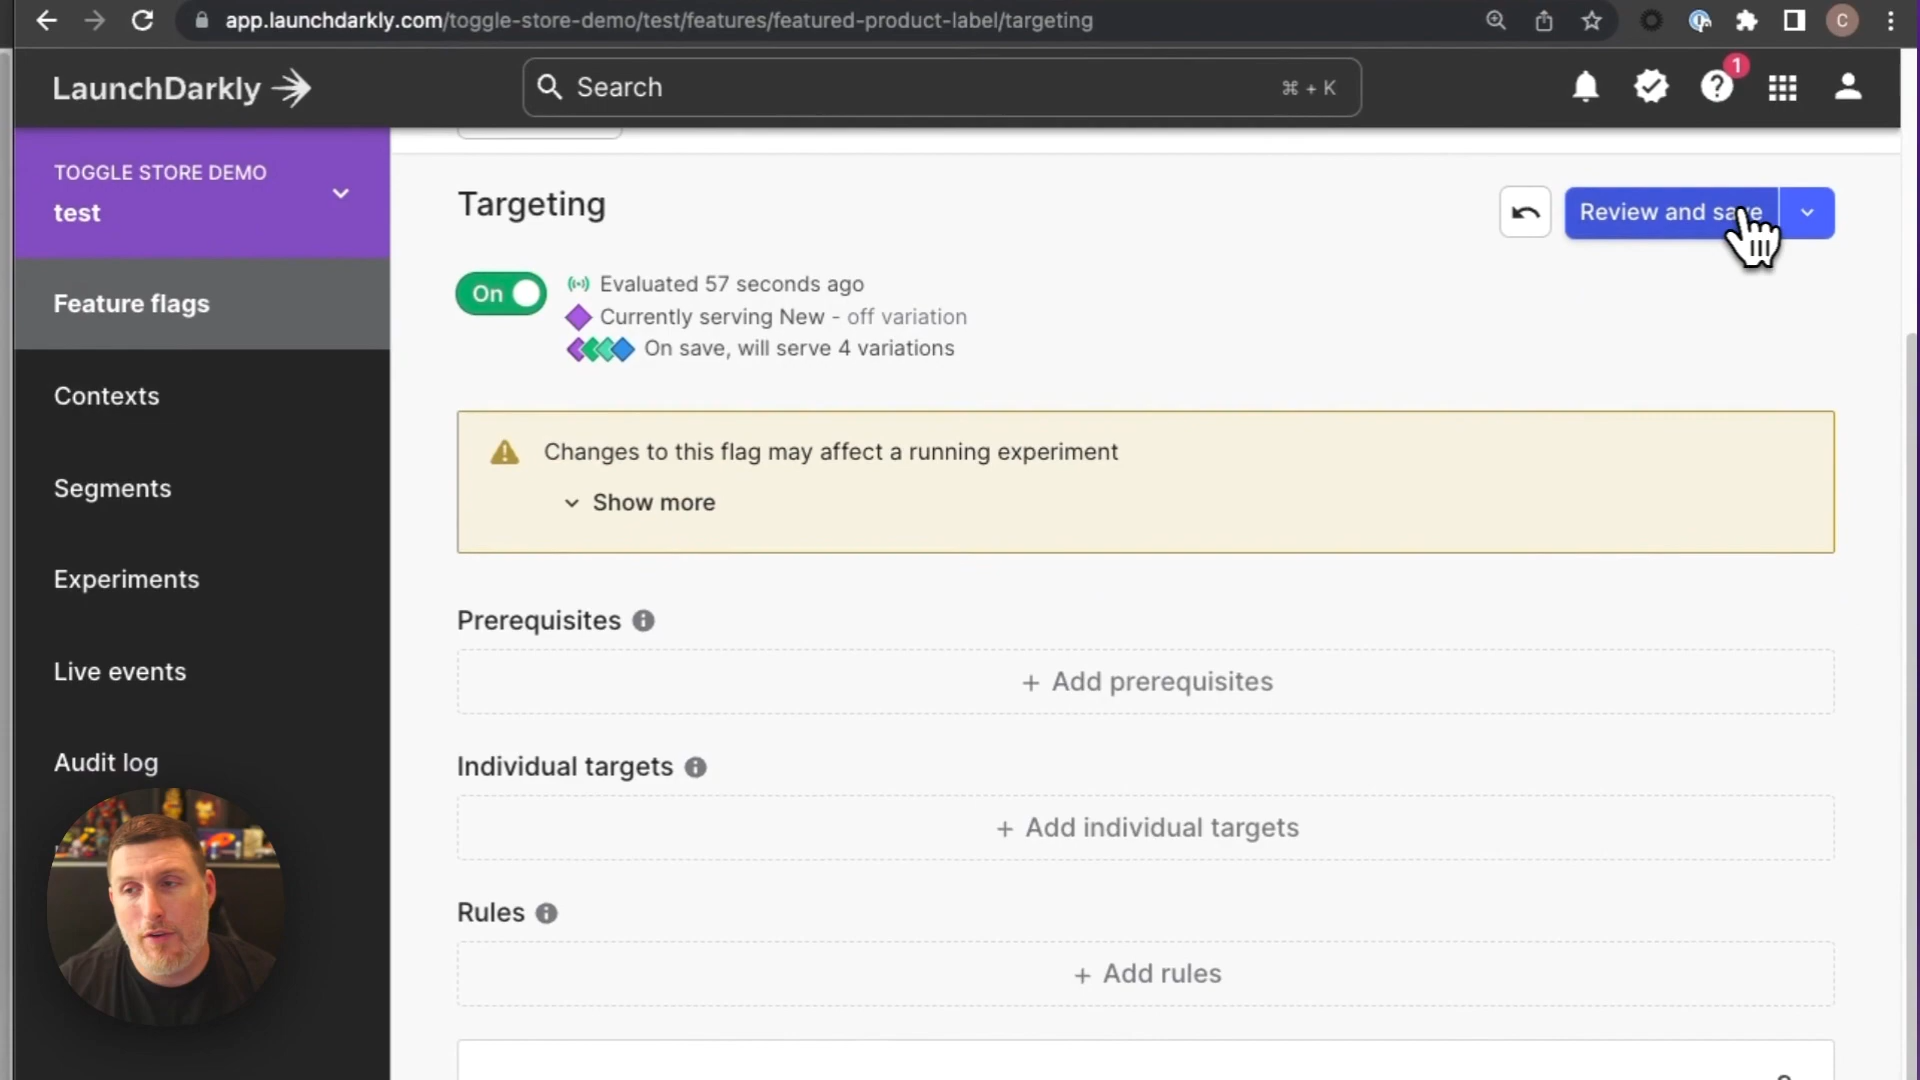 app.launchdarkly.com/toggle-store-demo/test/features/featured-product-label/targeting
C
LaunchDarkly
Search
⌘ + K
1
TOGGLE STORE DEMO
test
Feature flags
Contexts
Segments
Experiments
Live events
Audit log
Targeting
Review and save
On
Evaluated 57 seconds ago
Currently serving New - off variation
On save, will serve 4 variations
Changes to this flag may affect a running experiment
Show more
Prerequisites
+ Add prerequisites
Individual targets
+ Add individual targets
Rules
+ Add rules